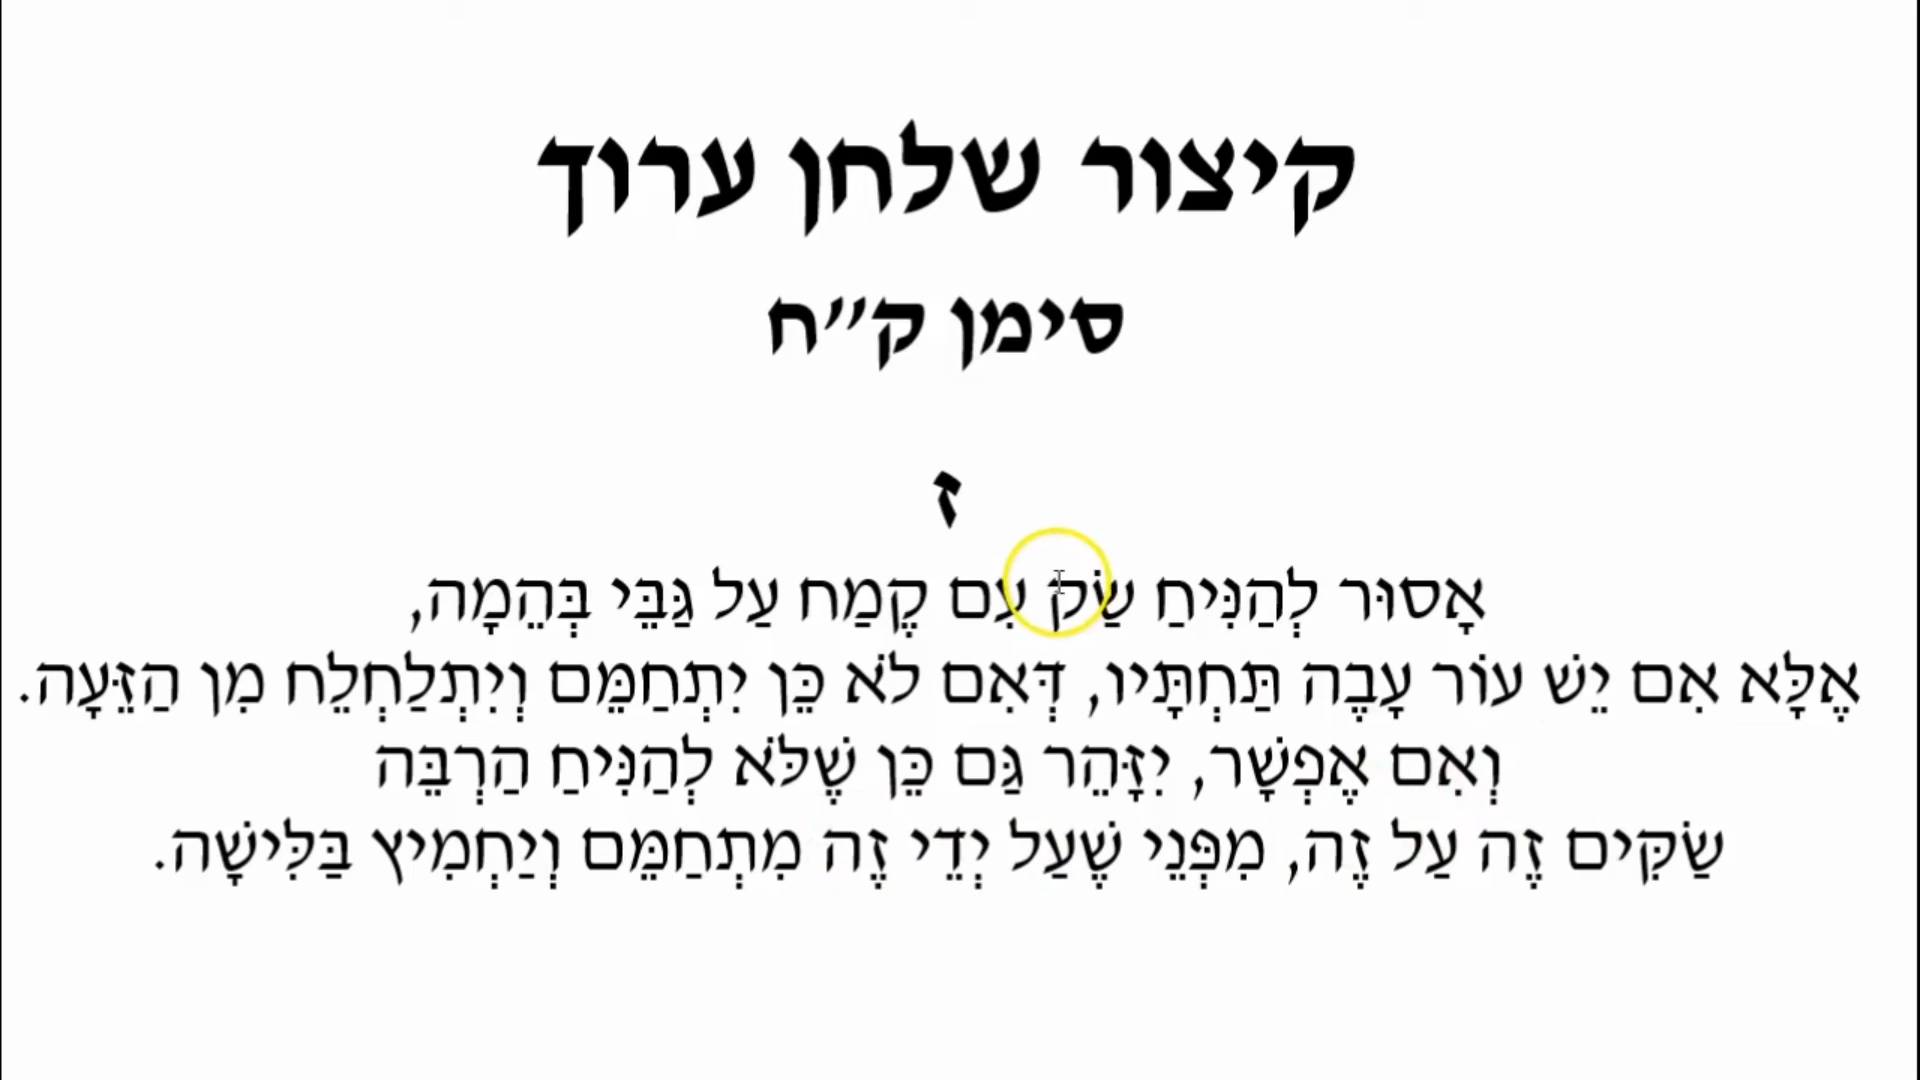 קיצור שלחן ערוך
סימן ק״ח
ז
אָסוּר לְהַנִּיחַ שַׂק עִם קֶמַח עַל גַּבֵּי בְּהֵמָה,
אֶלָּא אִם יֵשׁ עוֹר עָבֶה תַּחְתָּיו, דְּאִם לֹא כֵּן יִתְחַמֵּם וְיִתְלַחְלֵח מִן הַזֵּעָה.
וְאִם אֶפְשָׁר, יִזָּהֵר גַּם כֵּן שֶׁלֹּא לְהַנִּיחַ הַרְבֵּה
שַׂקִּים זֶה עַל זֶה, מִפְּנֵי שֶׁעַל יְדֵי זֶה מִתְחַמֵּם וְיַחְמִיץ בַּלִּישָׁה.